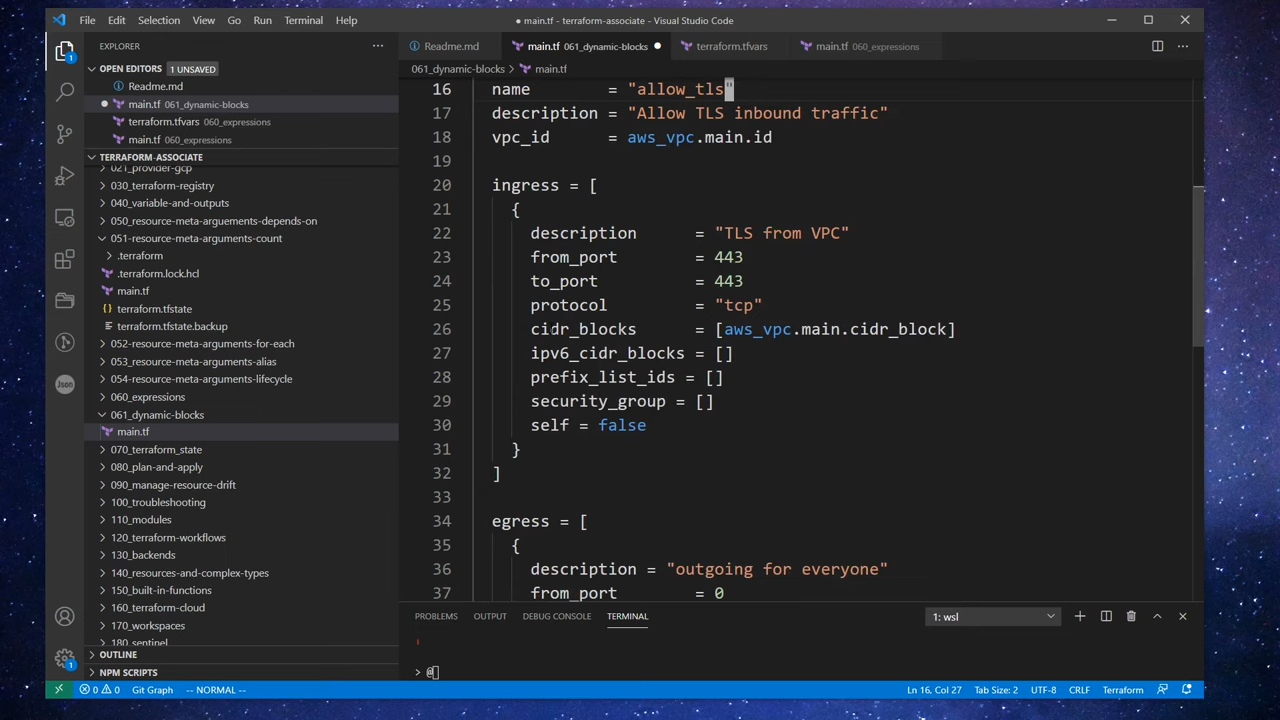 File Edit Selection View Go Run Terminal Help
● main.tf - terraform-associate - Visual Studio Code
EXPLORER
OPEN EDITORS 1 UNSAVED
Readme.md
main.tf 061_dynamic-blocks
terraform.tfvars 060_expressions
main.tf 060_expressions
TERRAFORM-ASSOCIATE
021_provider-gcp
030_terraform-registry
040_variable-and-outputs
050_resource-meta-arguements-depends-on
051-resource-meta-arguments-count
.terraform
.terraform.lock.hcl
main.tf
terraform.tfstate
terraform.tfstate.backup
052-resource-meta-arguments-for-each
053_resource-meta-arguments-alias
054-resource-meta-arguments-lifecycle
060_expressions
061_dynamic-blocks
main.tf
070_terraform_state
080_plan-and-apply
090_manage-resource-drift
100_troubleshooting
110_modules
120_terraform-workflows
130_backends
140_resources-and-complex-types
150_built-in-functions
160_terraform-cloud
170_workspaces
180_sentinel
OUTLINE
NPM SCRIPTS
1
1
Json
Readme.md main.tf 061_dynamic-blocks ● terraform.tfvars main.tf 060_expressions
061_dynamic-blocks > main.tf
16 name = "allow_tls"
17 description = "Allow TLS inbound traffic"
18 vpc_id = aws_vpc.main.id
19
20 ingress = [
21 {
22 description = "TLS from VPC"
23 from_port = 443
24 to_port = 443
25 protocol = "tcp"
26 cidr_blocks = [aws_vpc.main.cidr_block]
27 ipv6_cidr_blocks = []
28 prefix_list_ids = []
29 security_group = []
30 self = false
31 }
32 ]
33
34 egress = [
35 {
36 description = "outgoing for everyone"
37 from_port = 0
PROBLEMS OUTPUT DEBUG CONSOLE TERMINAL 1: wsl
> @
0 0 Git Graph -- NORMAL -- Ln 16, Col 27 Tab Size: 2 UTF-8 CRLF Terraform